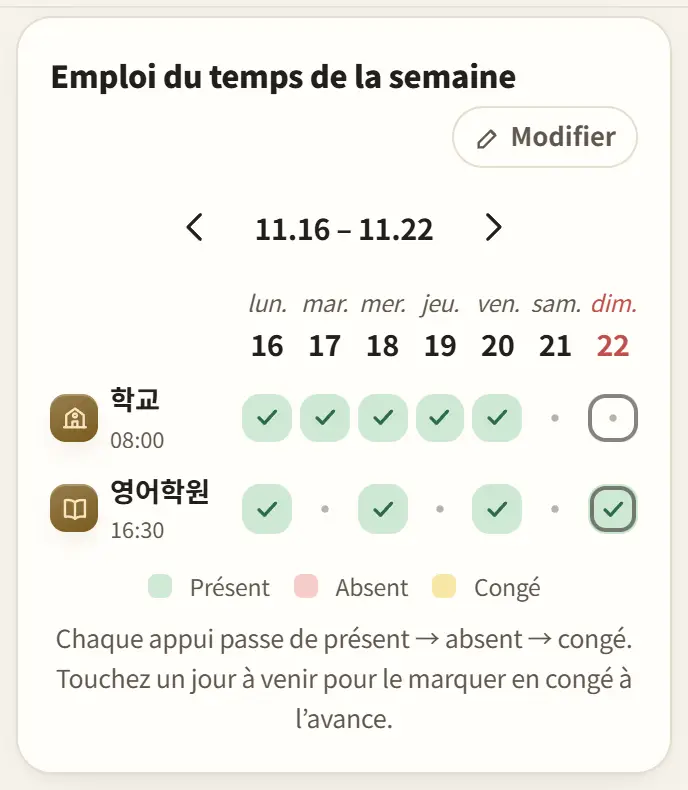 Emploi du temps de la semaine
Modifier
11.16 – 11.22
lun. mar. mer. jeu. ven. sam. dim.
16 17 18 19 20 21 22
학교
08:00
영어학원
16:30
Présent Absent Congé
Chaque appui passe de présent → absent → congé.
Touchez un jour à venir pour le marquer en congé à
l’avance.